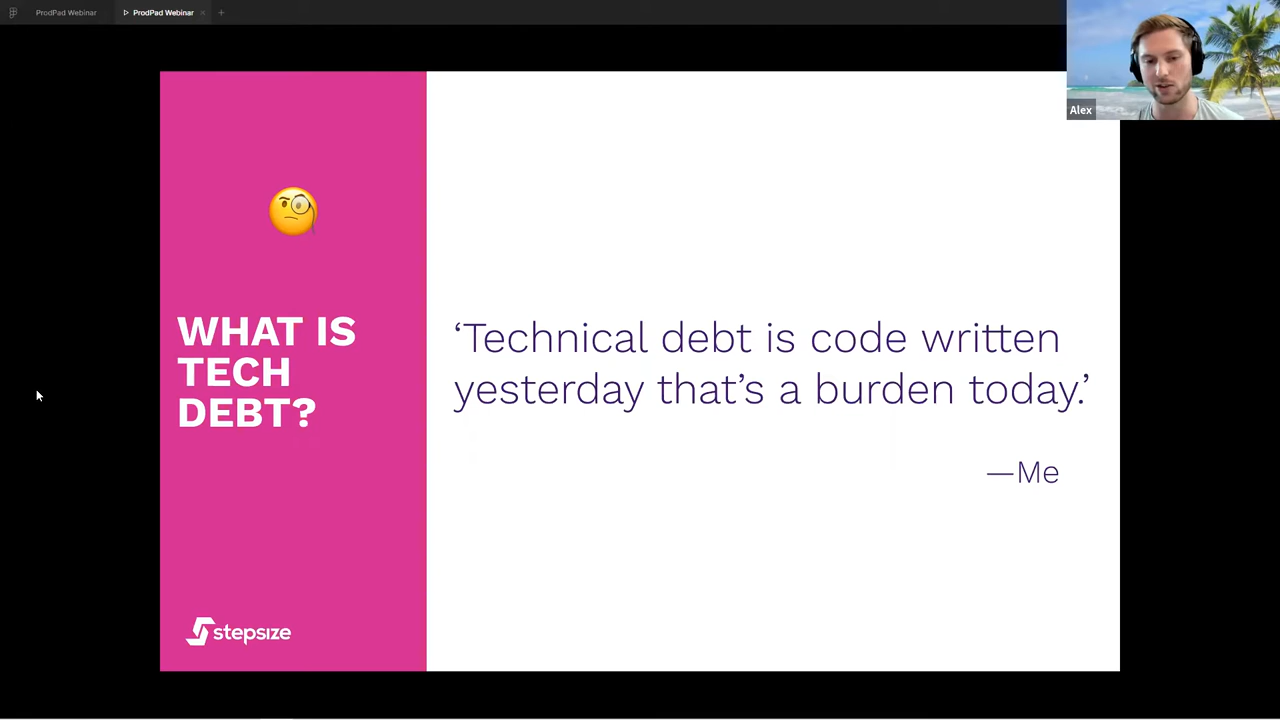 ProdPad Webinar
ProdPad Webinar
Alex
WHAT IS
TECH
DEBT?
‘Technical debt is code written
yesterday that’s a burden today.’
—Me
stepsize